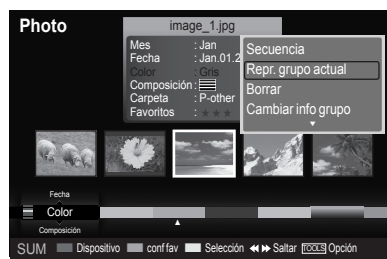 Photo
image_1.jpg
Mes : Jan
Fecha : Jan.01.2
Color : Gris
Composición :
Carpeta : P-other
Favoritos : ★★★
Secuencia
Repr. grupo actual
Borrar
Cambiar info grupo
Fecha
Color
Composición
SUM Dispositivo conf fav Selección Saltar TOOLS Opción